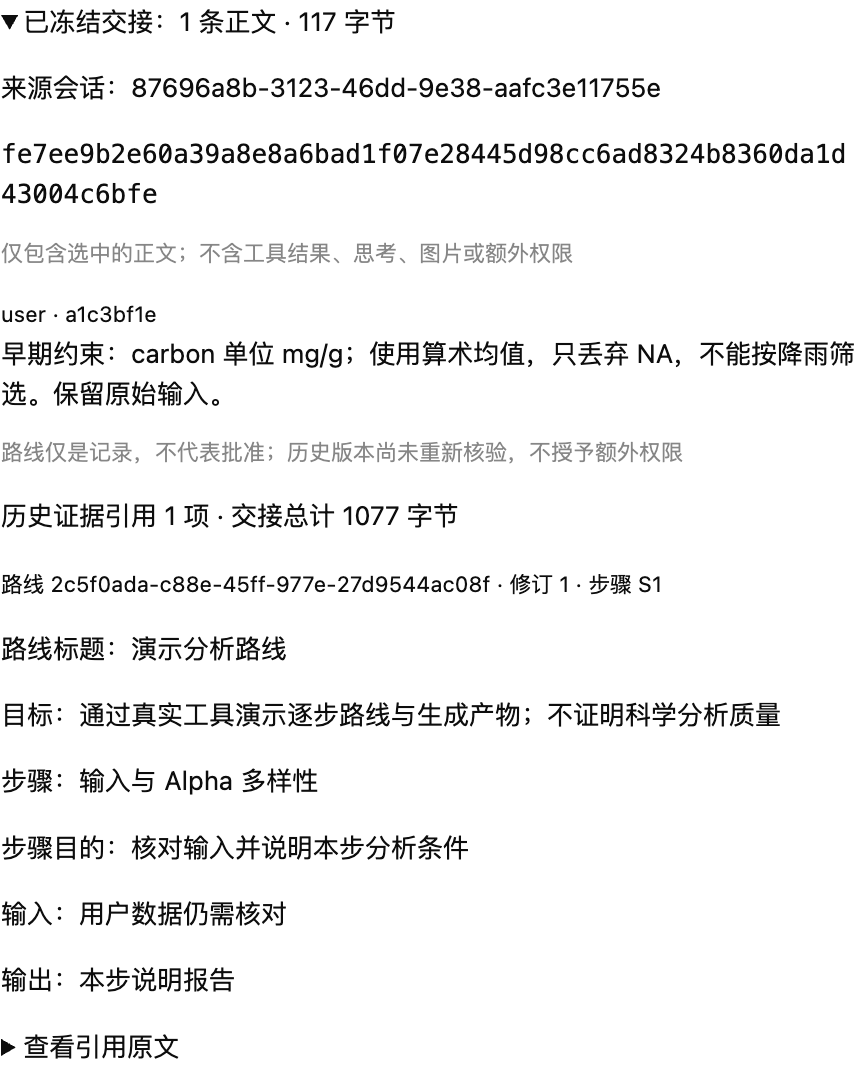 ▼已冻结交接：1 条正文 · 117 字节
来源会话：87696a8b-3123-46dd-9e38-aafc3e11755e
fe7ee9b2e60a39a8e8a6bad1f07e28445d98cc6ad8324b8360da1d
43004c6bfe
仅包含选中的正文；不含工具结果、思考、图片或额外权限
user · a1c3bf1e
早期约束：carbon 单位 mg/g；使用算术均值，只丢弃 NA，不能按降雨筛
选。保留原始输入。
路线仅是记录，不代表批准；历史版本尚未重新核验，不授予额外权限
历史证据引用 1 项 · 交接总计 1077 字节
路线 2c5f0ada-c88e-45ff-977e-27d9544ac08f · 修订 1 · 步骤 S1
路线标题：演示分析路线
目标：通过真实工具演示逐步路线与生成产物；不证明科学分析质量
步骤：输入与 Alpha 多样性
步骤目的：核对输入并说明本步分析条件
输入：用户数据仍需核对
输出：本步说明报告
▶ 查看引用原文